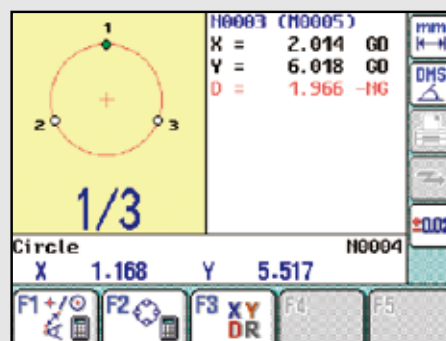 1
2
3
1/3
N0003 (M0005)
X = 2.014 GO
Y = 6.018 GO
D = 1.966 -NG
mm
DMS
Circle N0004
X 1.168 Y 5.517
F1 +/
F2
F3 XY
DR
F4
F5